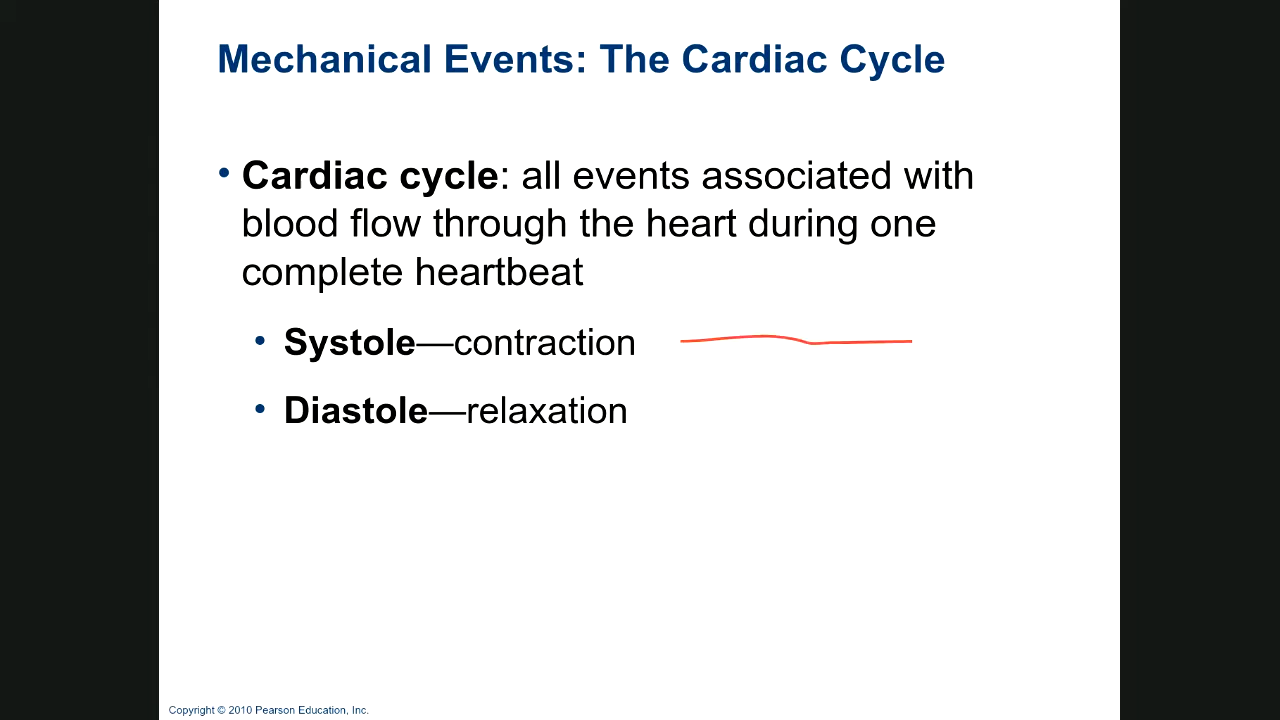 Mechanical Events: The Cardiac Cycle
• Cardiac cycle: all events associated with
blood flow through the heart during one
complete heartbeat
• Systole—contraction
• Diastole—relaxation
Copyright © 2010 Pearson Education, Inc.